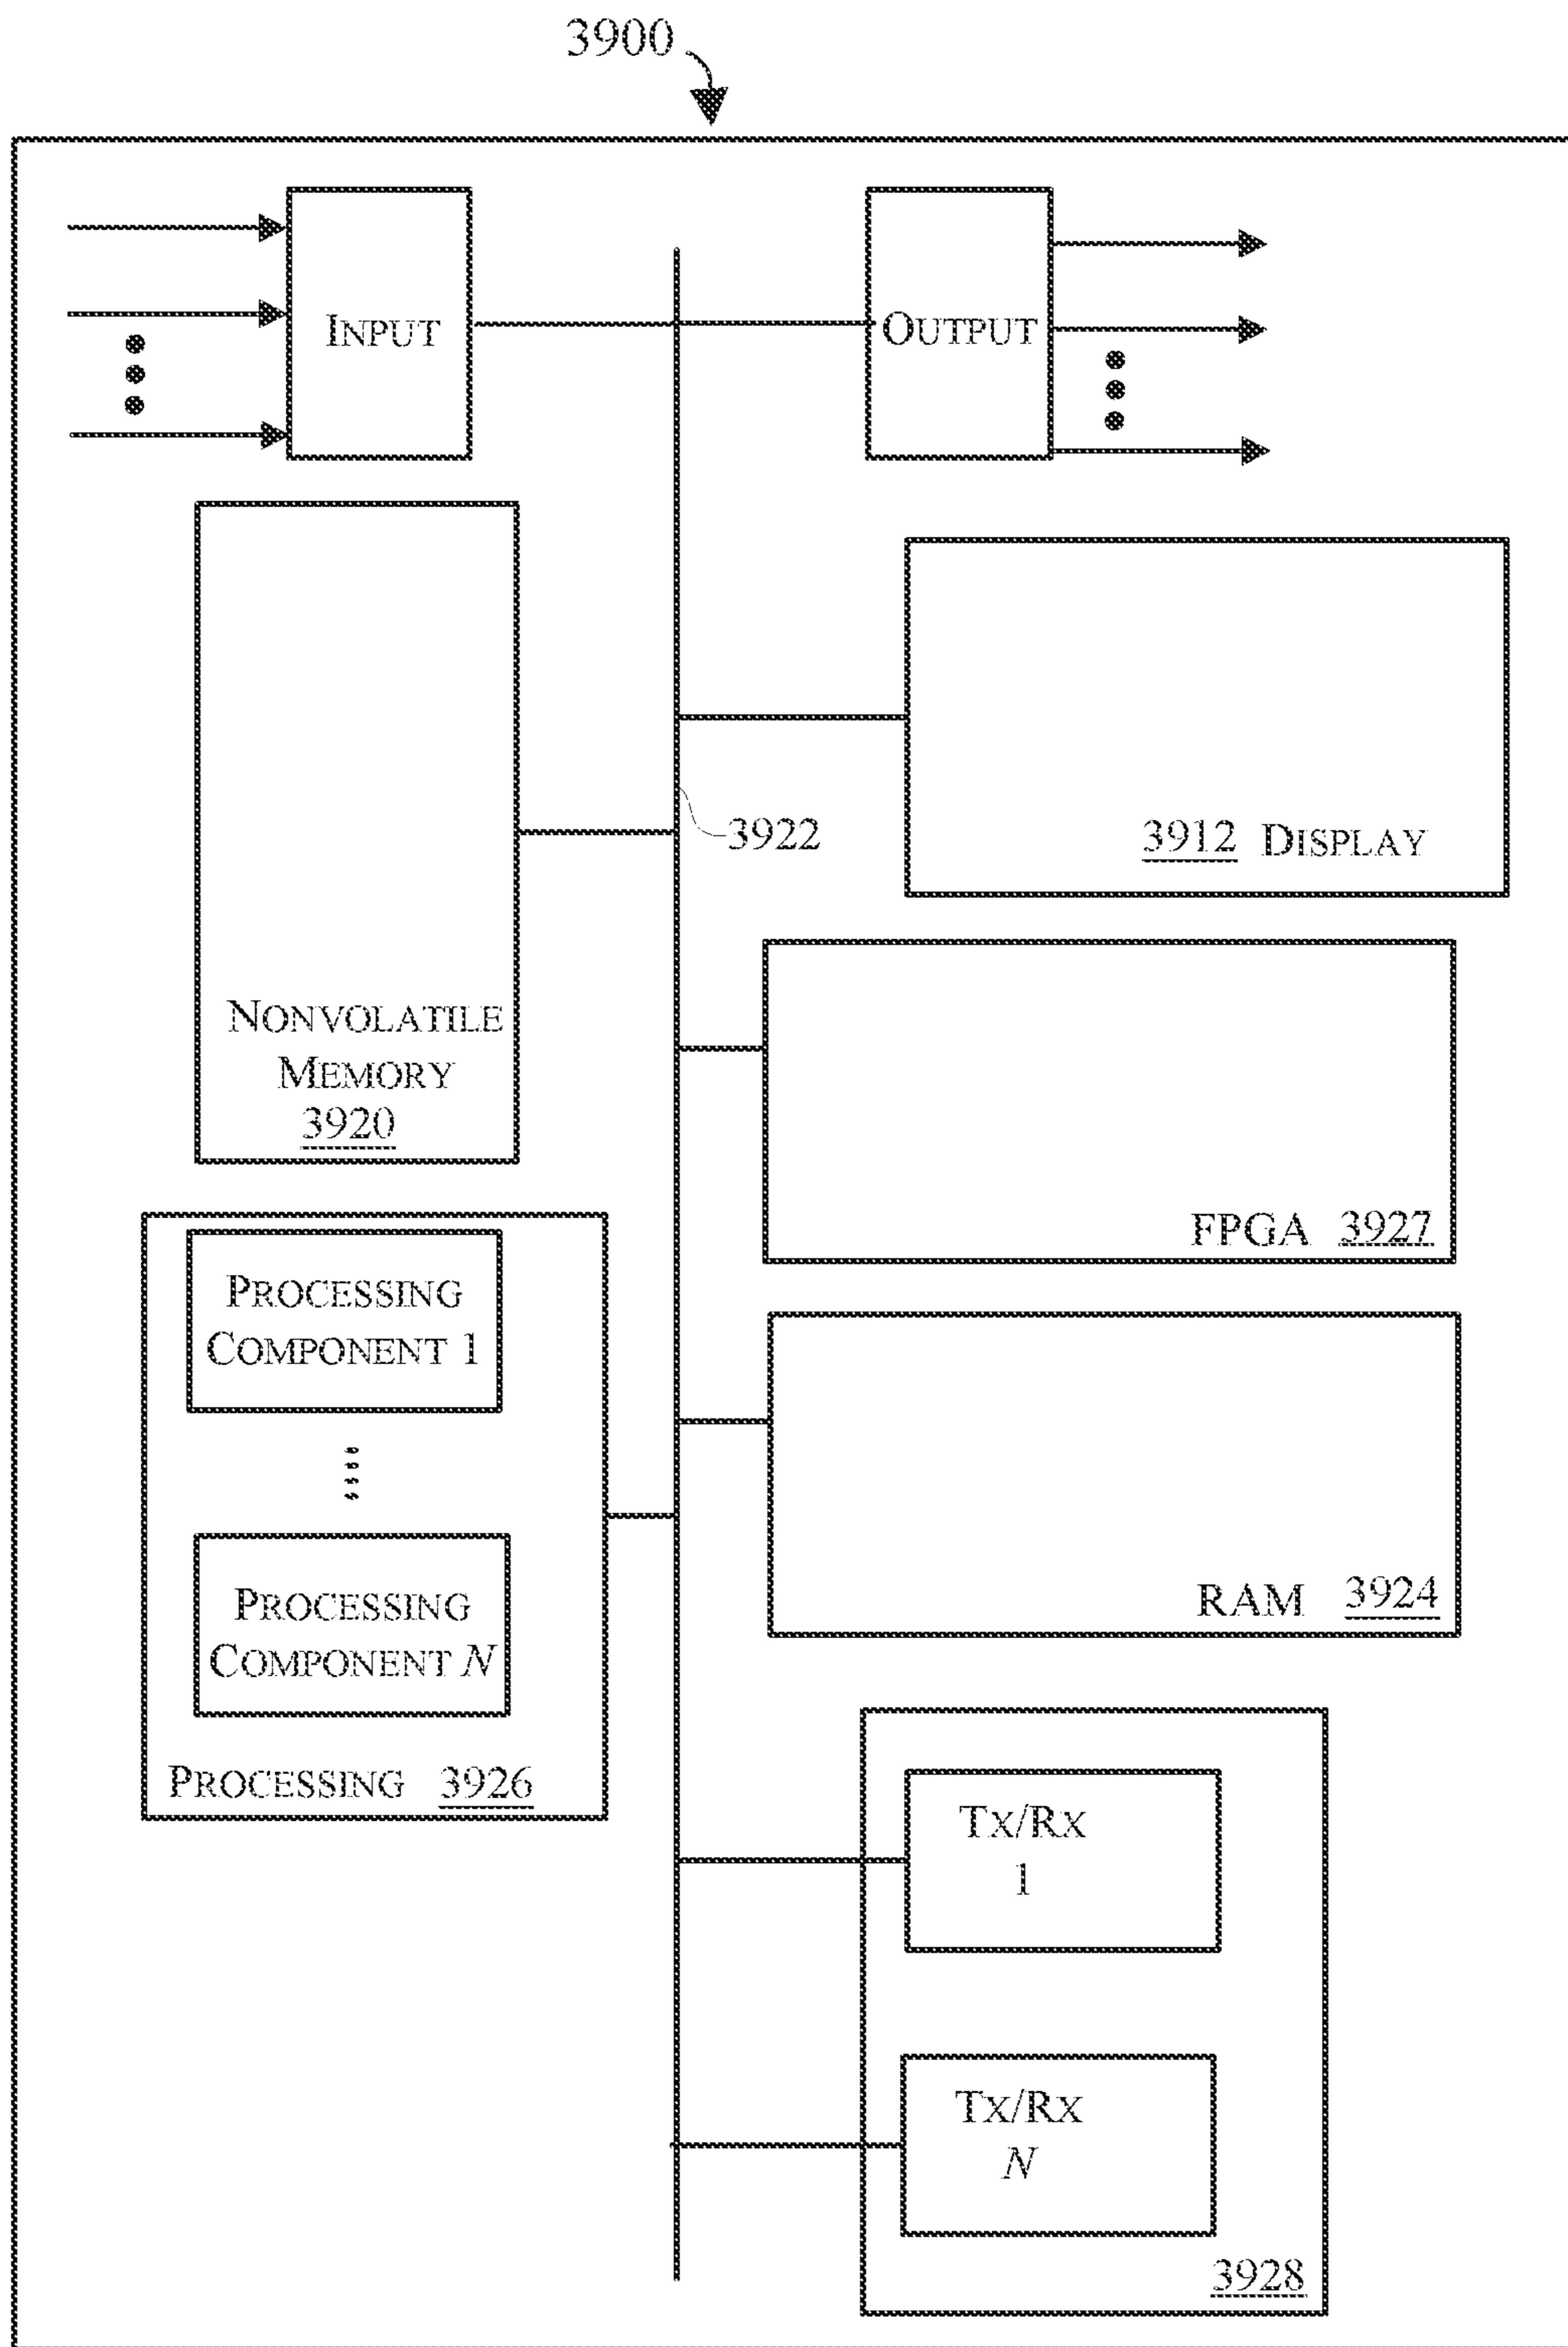 3900
INPUT
OUTPUT
3922
3912 DISPLAY
NONVOLATILE
MEMORY
3920
FPGA 3927
PROCESSING
COMPONENT 1
PROCESSING
COMPONENT N
PROCESSING 3926
RAM 3924
TX/RX
1
TX/RX
N
3928